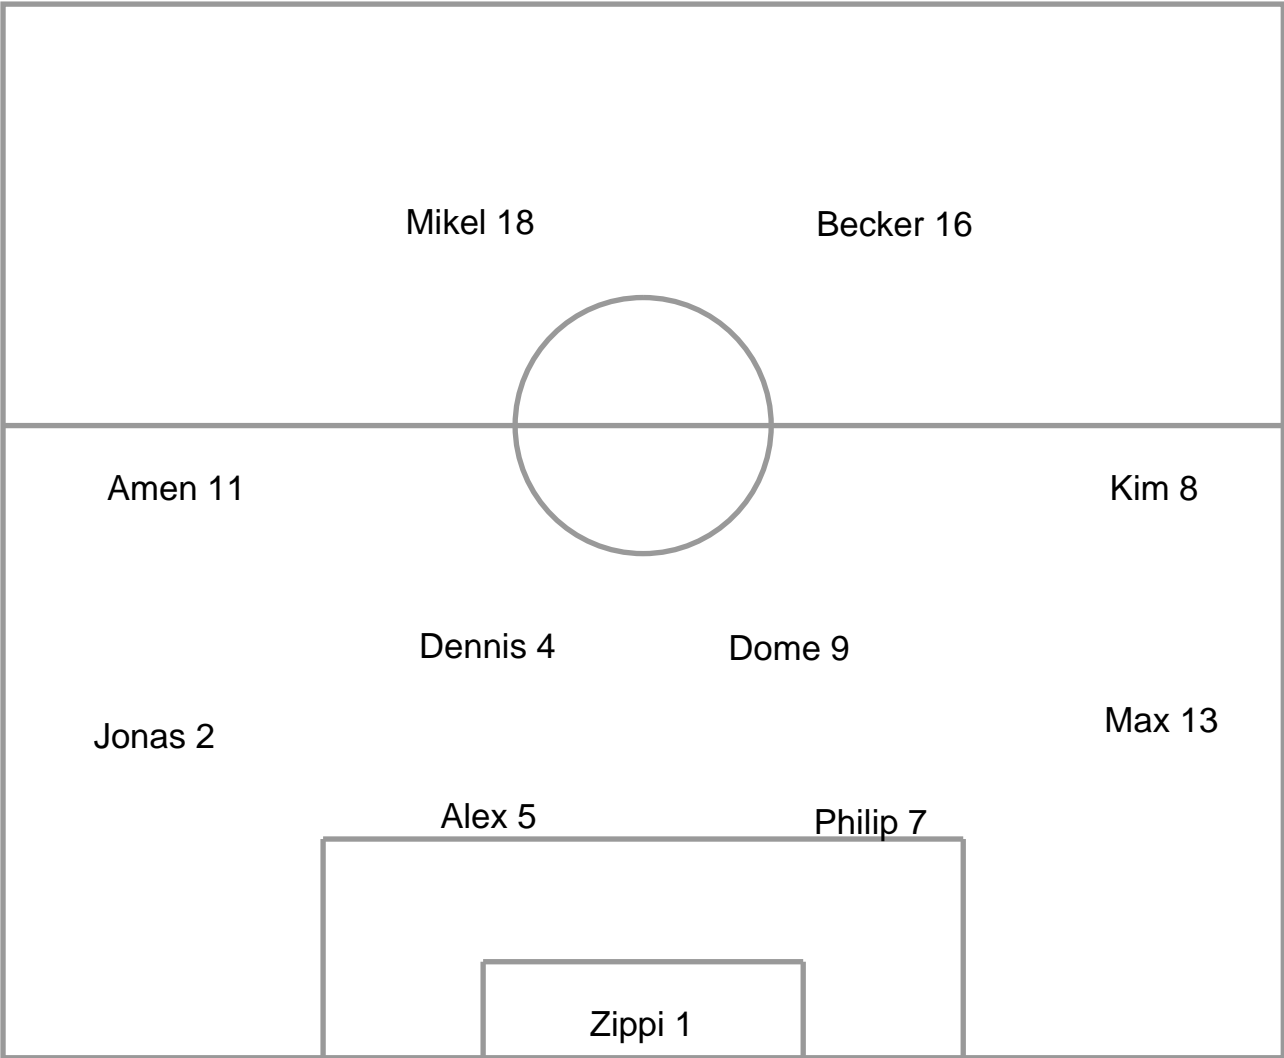 Mikel 18
Becker 16
Amen 11
Kim 8
Dennis 4
Dome 9
Jonas 2
Max 13
Alex 5
Philip 7
Zippi 1